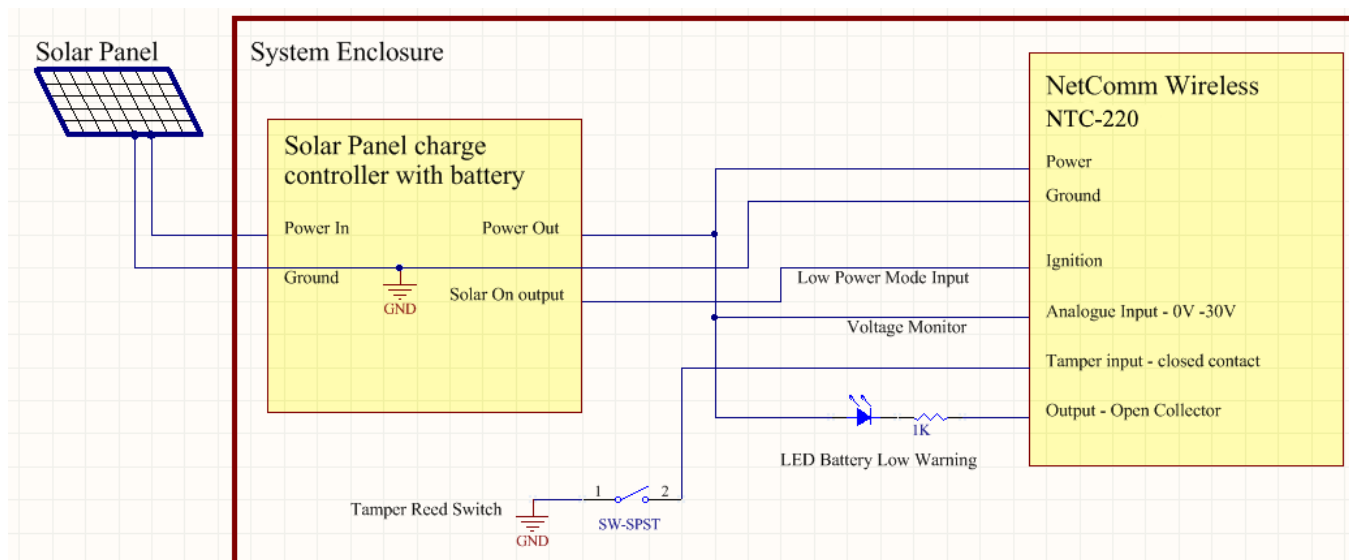 Solar Panel
System Enclosure
NetComm Wireless
NTC-220
Solar Panel charge
controller with battery
Power
Ground
Power In
Power Out
Ignition
Ground
Low Power Mode Input
Solar On output
GND
Analogue Input - 0V -30V
Voltage Monitor
Tamper input - closed contact
Output - Open Collector
1K
LED Battery Low Warning
1
2
Tamper Reed Switch
SW-SPST
GND